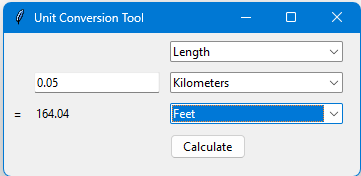 Unit Conversion Tool
Length
0.05 Kilometers
= 164.04 Feet
Calculate